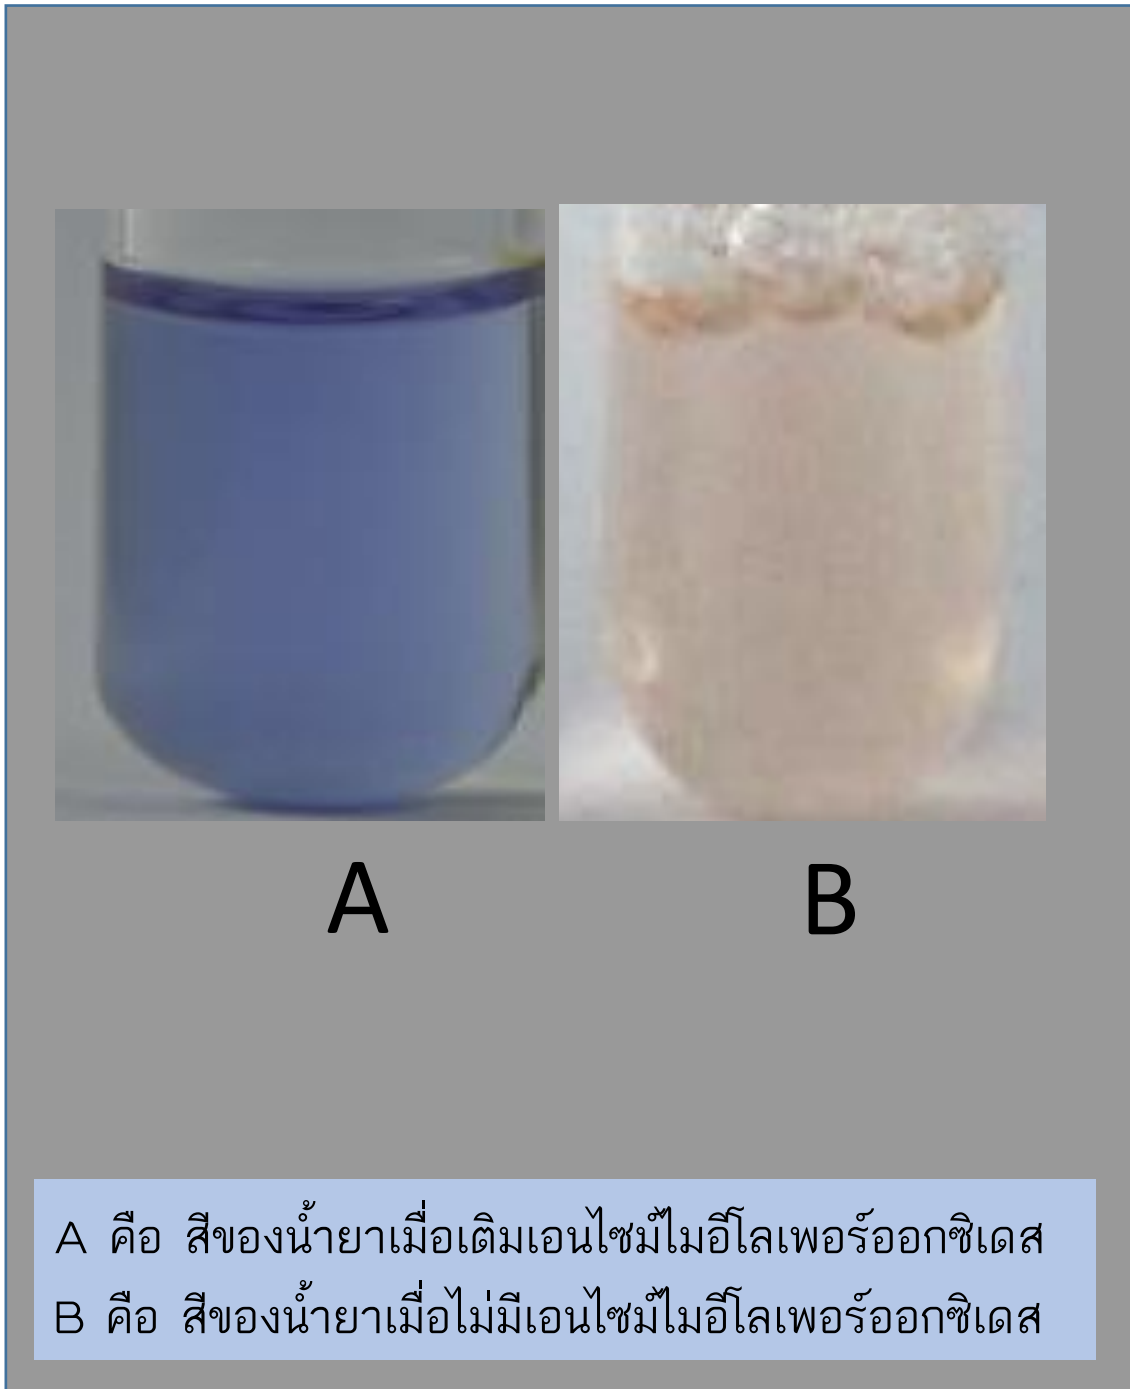 A B
A คือ สีของน้ำยาเมื่อเติมเอนไซม์ไมอีโลเพอร์ออกซิเดส
B คือ สีของน้ำยาเมื่อไม่มีเอนไซม์ไมอีโลเพอร์ออกซิเดส